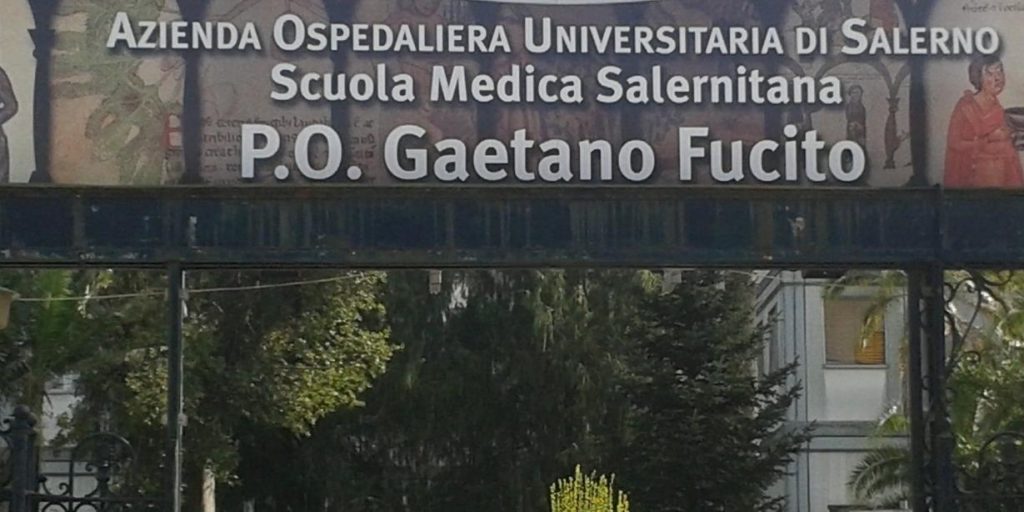 AZIENDA OSPEDALIERA UNIVERSITARIA DI SALERNO
SCUOLA MEDICA SALERNITANA
P.O. Gaetano Fucito